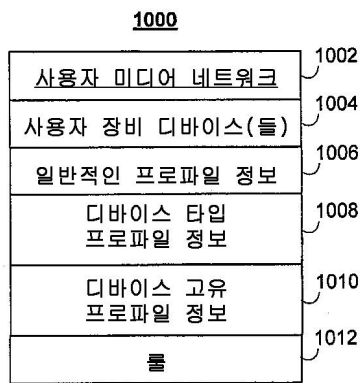 1000
사용자 미디어 네트워크
1002
사용자 장비 디바이스(들)
1004
일반적인 프로파일 정보
1006
디바이스 타입
프로파일 정보
1008
디바이스 고유
프로파일 정보
1010
룰
1012